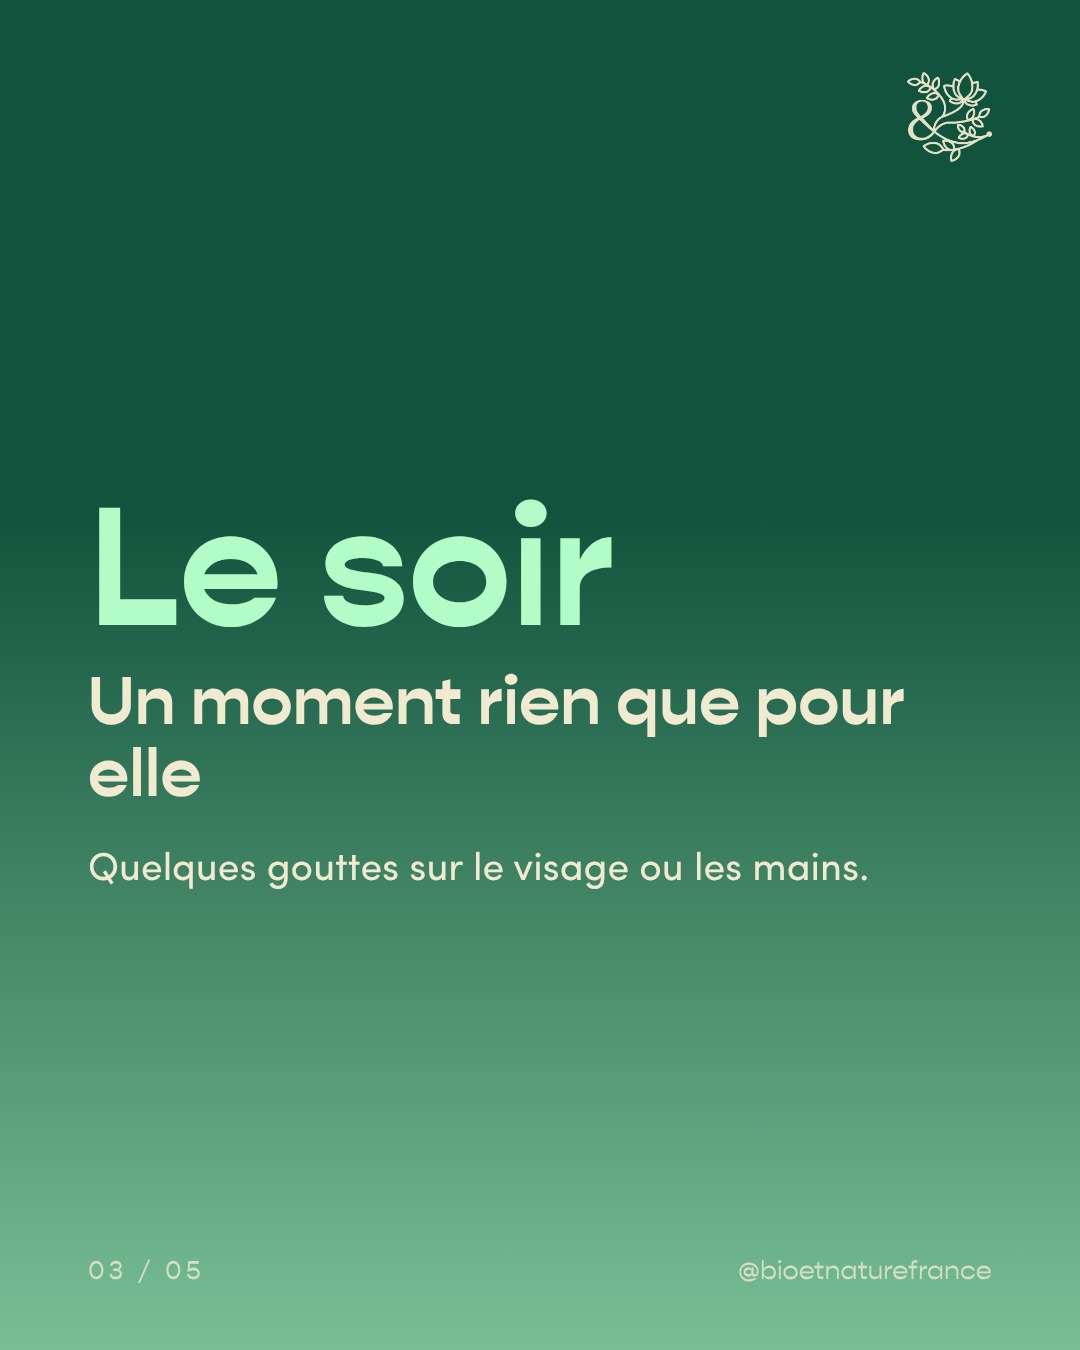 &
Le soir
Un moment rien que pour
elle
Quelques gouttes sur le visage ou les mains.
03 / 05
@bioetnaturefrance